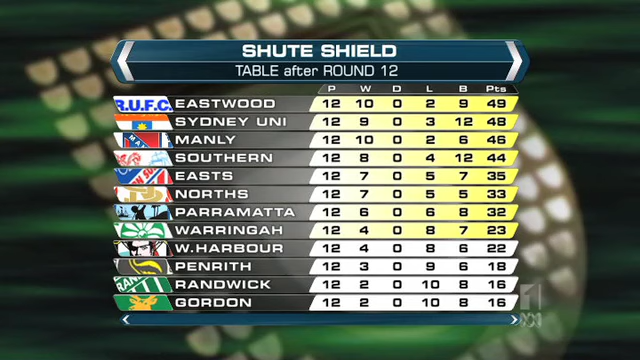 SHUTE SHIELD
TABLE after ROUND 12
P W D L B Pts
R.U.F.C. EASTWOOD 12 10 0 2 9 49
SYDNEY UNI 12 9 0 3 12 48
MANLY 12 10 0 2 6 46
SOUTHERN 12 8 0 4 12 44
EASTS 12 7 0 5 7 35
NORTHS 12 7 0 5 5 33
PARRAMATTA 12 6 0 6 8 32
WARRINGAH 12 4 0 8 7 23
W.HARBOUR 12 4 0 8 6 22
PENRITH 12 3 0 9 6 18
RANDWICK 12 2 0 10 8 16
GORDON 12 2 0 10 8 16
1
ABC